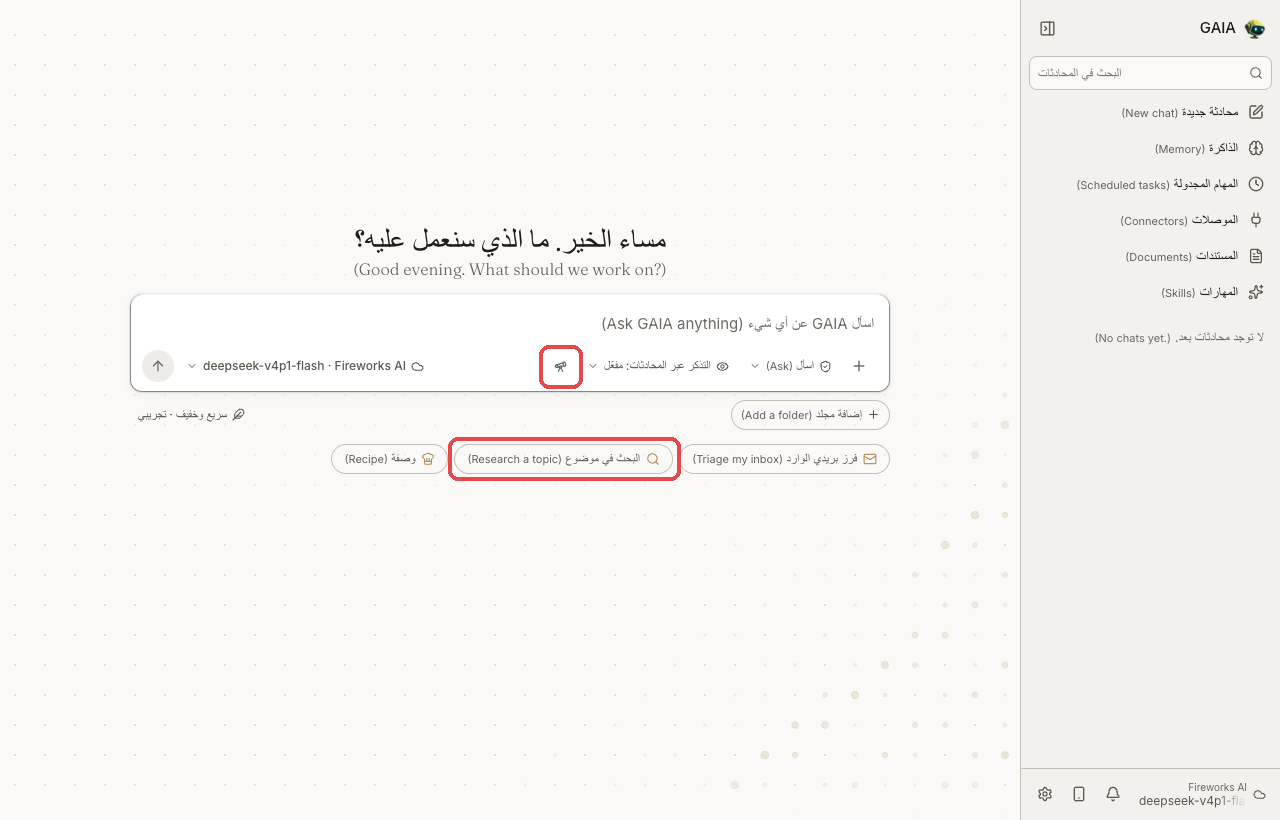 GAIA
البحث في المحادثات
محادثة جديدة (New chat)
الذاكرة (Memory)
المهام المجدولة (Scheduled tasks)
الموصلات (Connectors)
المستندات (Documents)
المهارات (Skills)
لا توجد محادثات بعد. (No chats yet.)
مساء الخير. ما الذي سنعمل عليه؟
(Good evening. What should we work on?)
اسأل GAIA عن أي شيء (Ask GAIA anything)
اسأل (Ask)
التذكر عبر المحادثات: مفعّل
deepseek-v4p1-flash · Fireworks AI
إضافة مجلد (Add a folder)
سريع وخفيف · تجريبي
فرز بريدي الوارد (Triage my inbox)
البحث في موضوع (Research a topic)
وصفة (Recipe)
Fireworks AI
deepseek-v4p1-fla